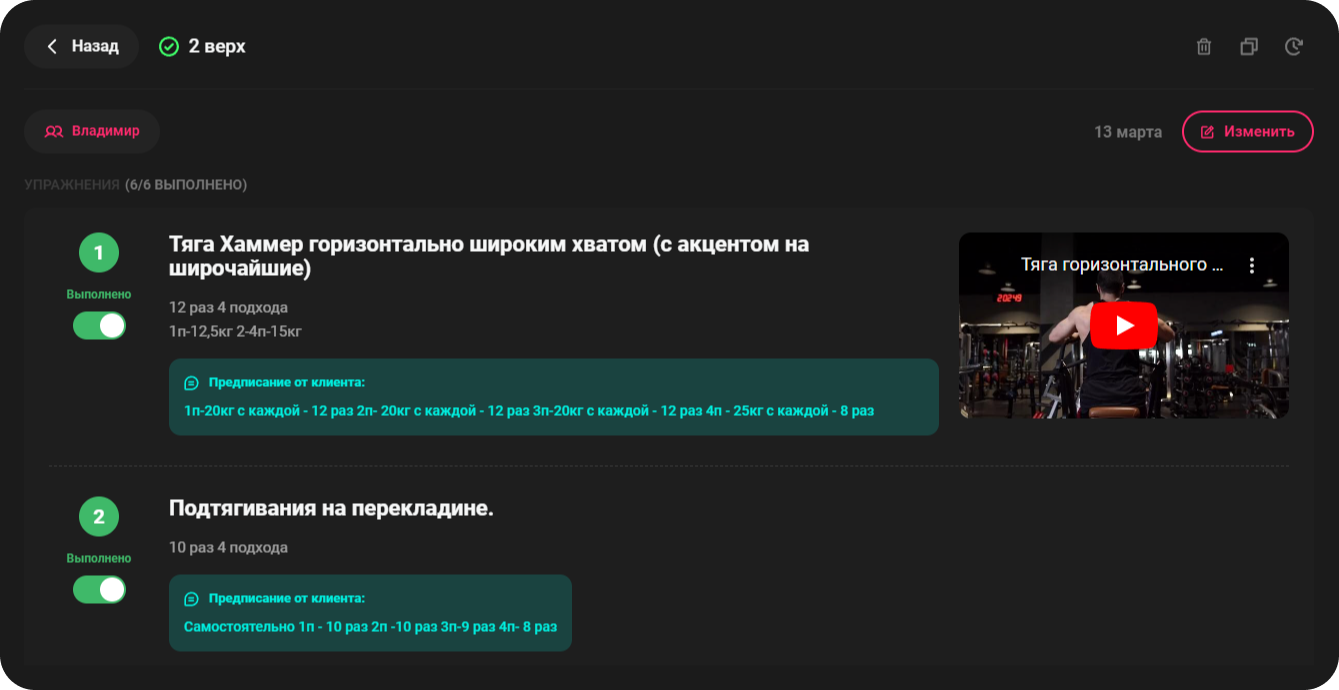 Назад
2 верх
Владимир
13 марта
Изменить
УПРАЖНЕНИЯ (6/6 ВЫПОЛНЕНО)
1
Выполнено
Тяга Хаммер горизонтально широким хватом (с акцентом на
широчайшие)
12 раз 4 подхода
1п-12,5кг 2-4п-15кг
Предписание от клиента:
1п-20кг с каждой - 12 раз 2п- 20кг с каждой - 12 раз 3п-20кг с каждой - 12 раз 4п - 25кг с каждой - 8 раз
Тяга горизонтального ...
20:24:9
2
Выполнено
Подтягивания на перекладине.
10 раз 4 подхода
Предписание от клиента:
Самостоятельно 1п - 10 раз 2п -10 раз 3п-9 раз 4п- 8 раз